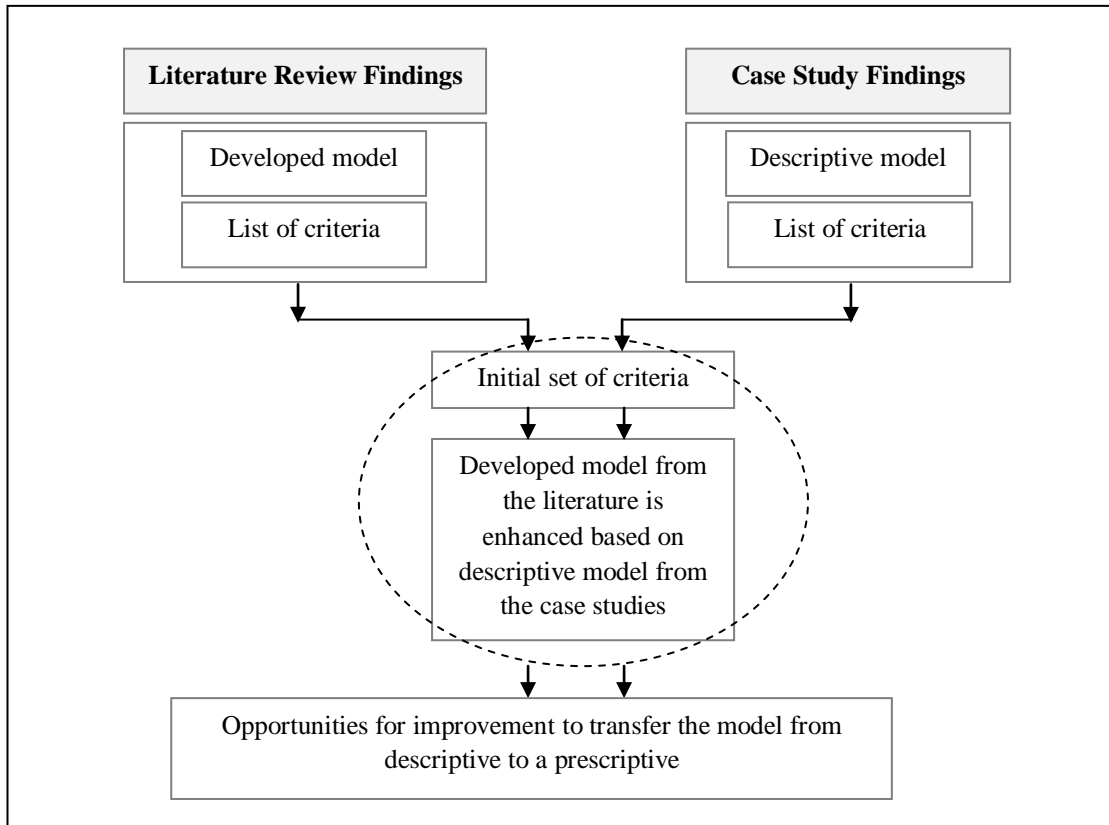 Literature Review Findings
Case Study Findings
Developed model
List of criteria
Descriptive model
List of criteria
Initial set of criteria
Developed model from
the literature is
enhanced based on
descriptive model from
the case studies
Opportunities for improvement to transfer the model from
descriptive to a prescriptive